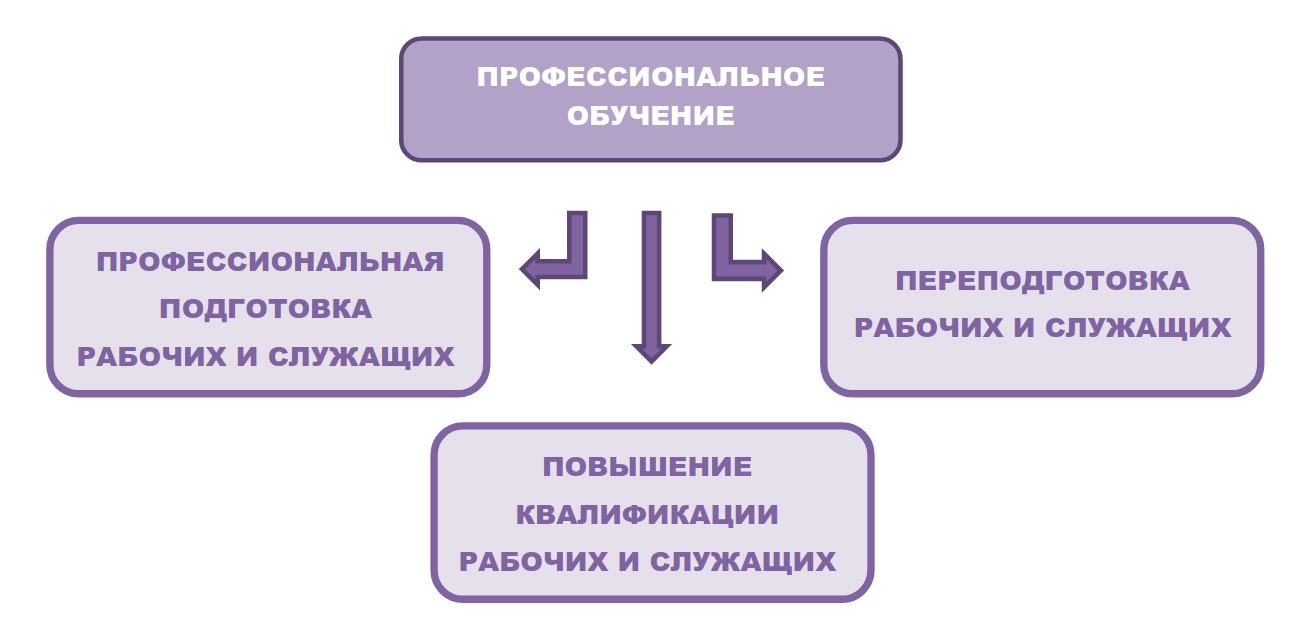 ПРОФЕССИОНАЛЬНОЕ
ОБУЧЕНИЕ
ПРОФЕССИОНАЛЬНАЯ
ПОДГОТОВКА
РАБОЧИХ И СЛУЖАЩИХ
ПЕРЕПОДГОТОВКА
РАБОЧИХ И СЛУЖАЩИХ
ПОВЫШЕНИЕ
КВАЛИФИКАЦИИ
РАБОЧИХ И СЛУЖАЩИХ